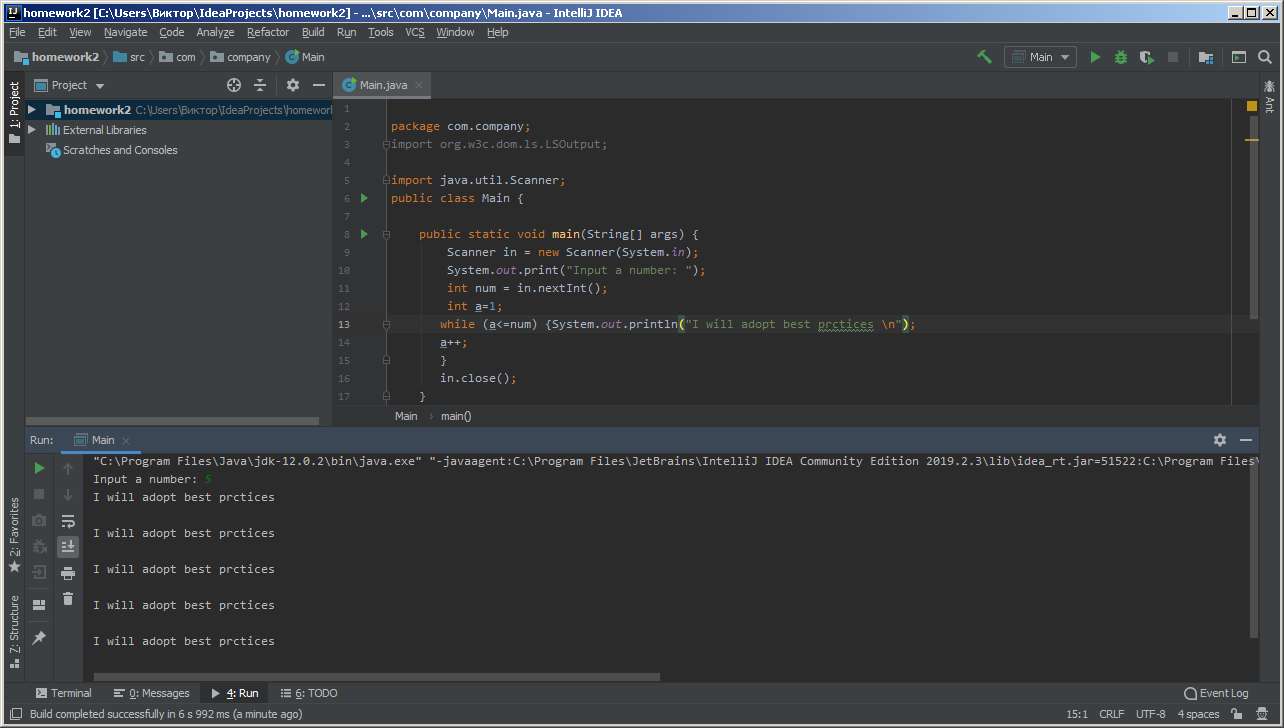 homework2 [C:\Users\Виктор\IdeaProjects\homework2] - ...\src\com\company\Main.java - IntelliJ IDEA
File Edit View Navigate Code Analyze Refactor Build Run Tools VCS Window Help
homework2 src com company Main Main
Project
Main.java
1: Project
homework2 C:\Users\Виктор\IdeaProjects\homewor
External Libraries
Scratches and Consoles
Ant
1
2 package com.company;
3 import org.w3c.dom.ls.LSOutput;
4
5 import java.util.Scanner;
6 public class Main {
7
8 public static void main(String[] args) {
9 Scanner in = new Scanner(System.in);
10 System.out.print("Input a number: ");
11 int num = in.nextInt();
12 int a=1;
13 while (a<=num) {System.out.println("I will adopt best prctices \n");
14 a++;
15 }
16 in.close();
17 }
Main main()
Run: Main
"C:\Program Files\Java\jdk-12.0.2\bin\java.exe" "-javaagent:C:\Program Files\JetBrains\IntelliJ IDEA Community Edition 2019.2.3\lib\idea_rt.jar=51522:C:\Program Files\
Input a number: 5
I will adopt best prctices
I will adopt best prctices
I will adopt best prctices
I will adopt best prctices
I will adopt best prctices
2: Favorites
Z: Structure
Terminal 0: Messages 4: Run 6: TODO Event Log
Build completed successfully in 6 s 992 ms (a minute ago) 15:1 CRLF UTF-8 4 spaces